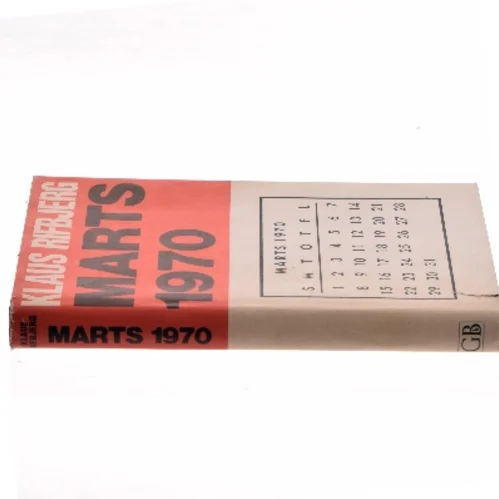 KLAUS RIFBJERG
MARTS
1970
MARTS 1970
S M T O T F L
1 2 3 4 5 6 7
8 9 10 11 12 13 14
15 16 17 18 19 20 21
22 23 24 25 26 27 28
29 30 31
KLAUS
RIFBJERG
MARTS 1970
GB